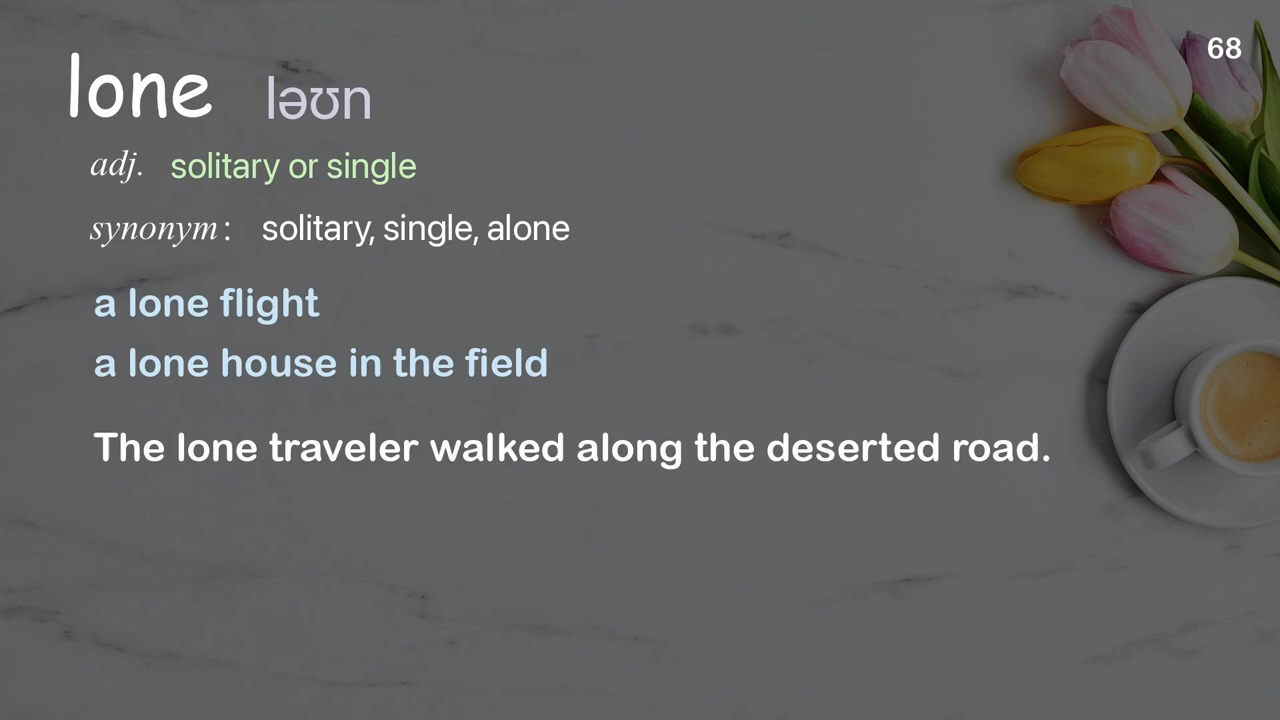 68
lone ləʊn
adj. solitary or single
synonym: solitary, single, alone
a lone flight
a lone house in the field
The lone traveler walked along the deserted road.